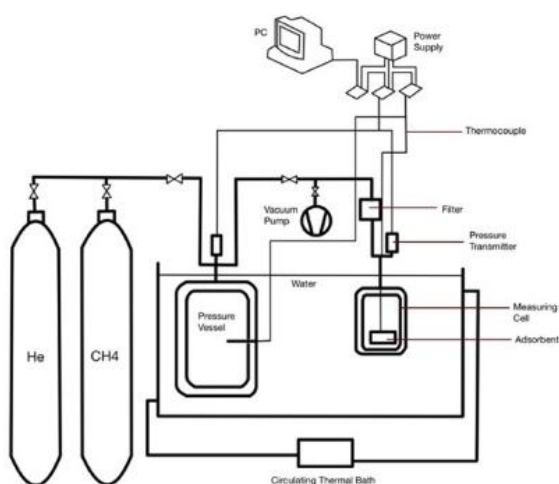 PC
Power
Supply
Thermocouple
Vacuum
Pump
Filter
Pressure
Transmitter
Water
Pressure
Vessel
Measuring
Cell
Adsorbent
He
CH4
Circulating Thermal Bath